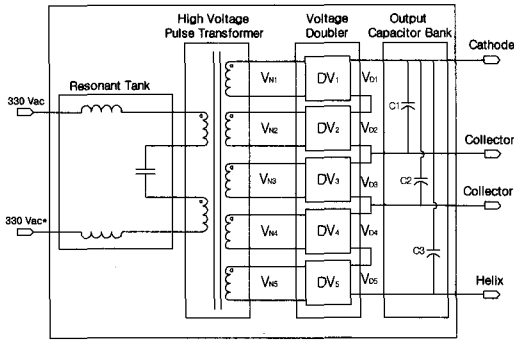 High Voltage
Pulse Transformer
Voltage
Doubler
Output
Capacitor Bank
Cathode
Resonant Tank
330 Vac
330 Vac*
VN1
DV1
VD1
C1
VN2
DV2
VD2
Collector
VN3
DV3
VD3
C2
Collector
VN4
DV4
VD4
C3
VN5
DV5
VD5
Helix